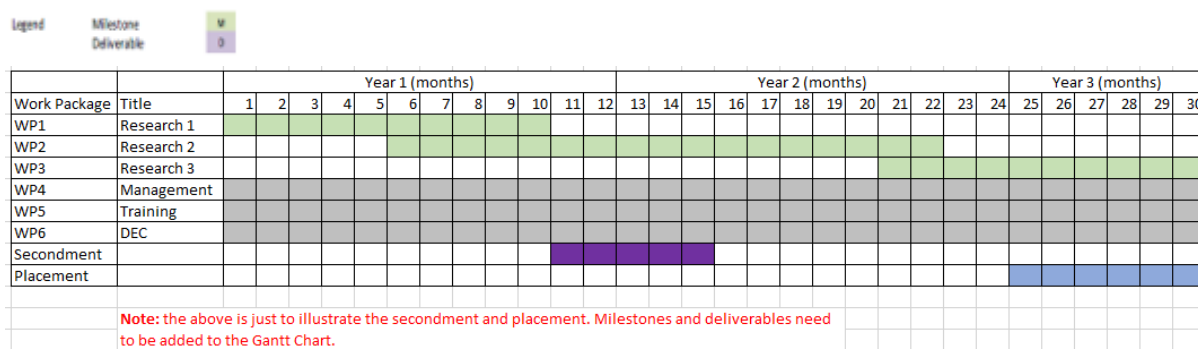 Legend Milestone M
Deliverable D
Year 1 (months) Year 2 (months) Year 3 (months)
Work Package Title 1 2 3 4 5 6 7 8 9 10 11 12 13 14 15 16 17 18 19 20 21 22 23 24 25 26 27 28 29 30
WP1 Research 1
WP2 Research 2
WP3 Research 3
WP4 Management
WP5 Training
WP6 DEC
Secondment
Placement
Note: the above is just to illustrate the secondment and placement. Milestones and deliverables need
to be added to the Gantt Chart.